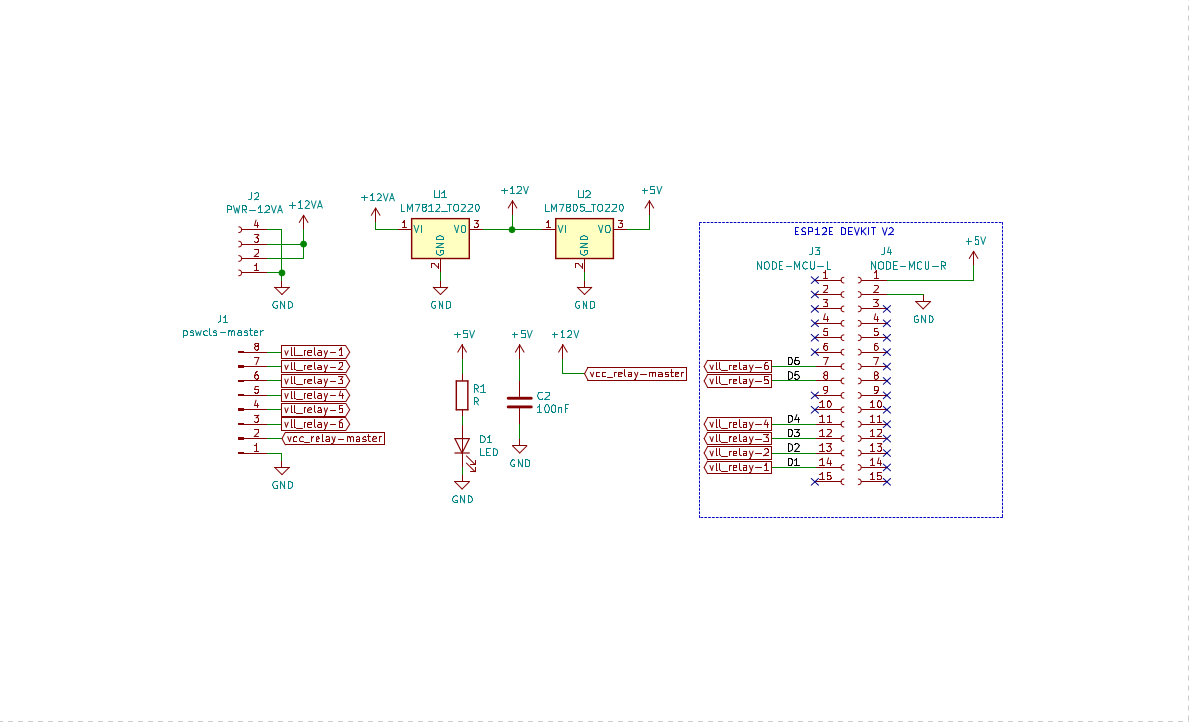 J2
PWR-12VA
+12VA
4
3
2
1
GND
+12VA
U1
LM7812_TO220
1
VI
VO
3
GND
2
GND
+12V
U2
LM7805_TO220
1
VI
VO
3
GND
2
GND
+5V
J1
pswcls-master
8
vll_relay-1
7
vll_relay-2
6
vll_relay-3
5
vll_relay-4
4
vll_relay-5
3
vll_relay-6
2
vcc_relay-master
1
GND
+5V
R1
R
D1
LED
GND
+5V
C2
100nF
GND
+12V
vcc_relay-master
ESP12E DEVKIT V2
J3
NODE-MCU-L
J4
NODE-MCU-R
+5V
GND
1 1
2 2
3 3
4 4
5 5
6 6
vll_relay-6 D6 7 7
vll_relay-5 D5 8 8
9 9
10 10
vll_relay-4 D4 11 11
vll_relay-3 D3 12 12
vll_relay-2 D2 13 13
vll_relay-1 D1 14 14
15 15